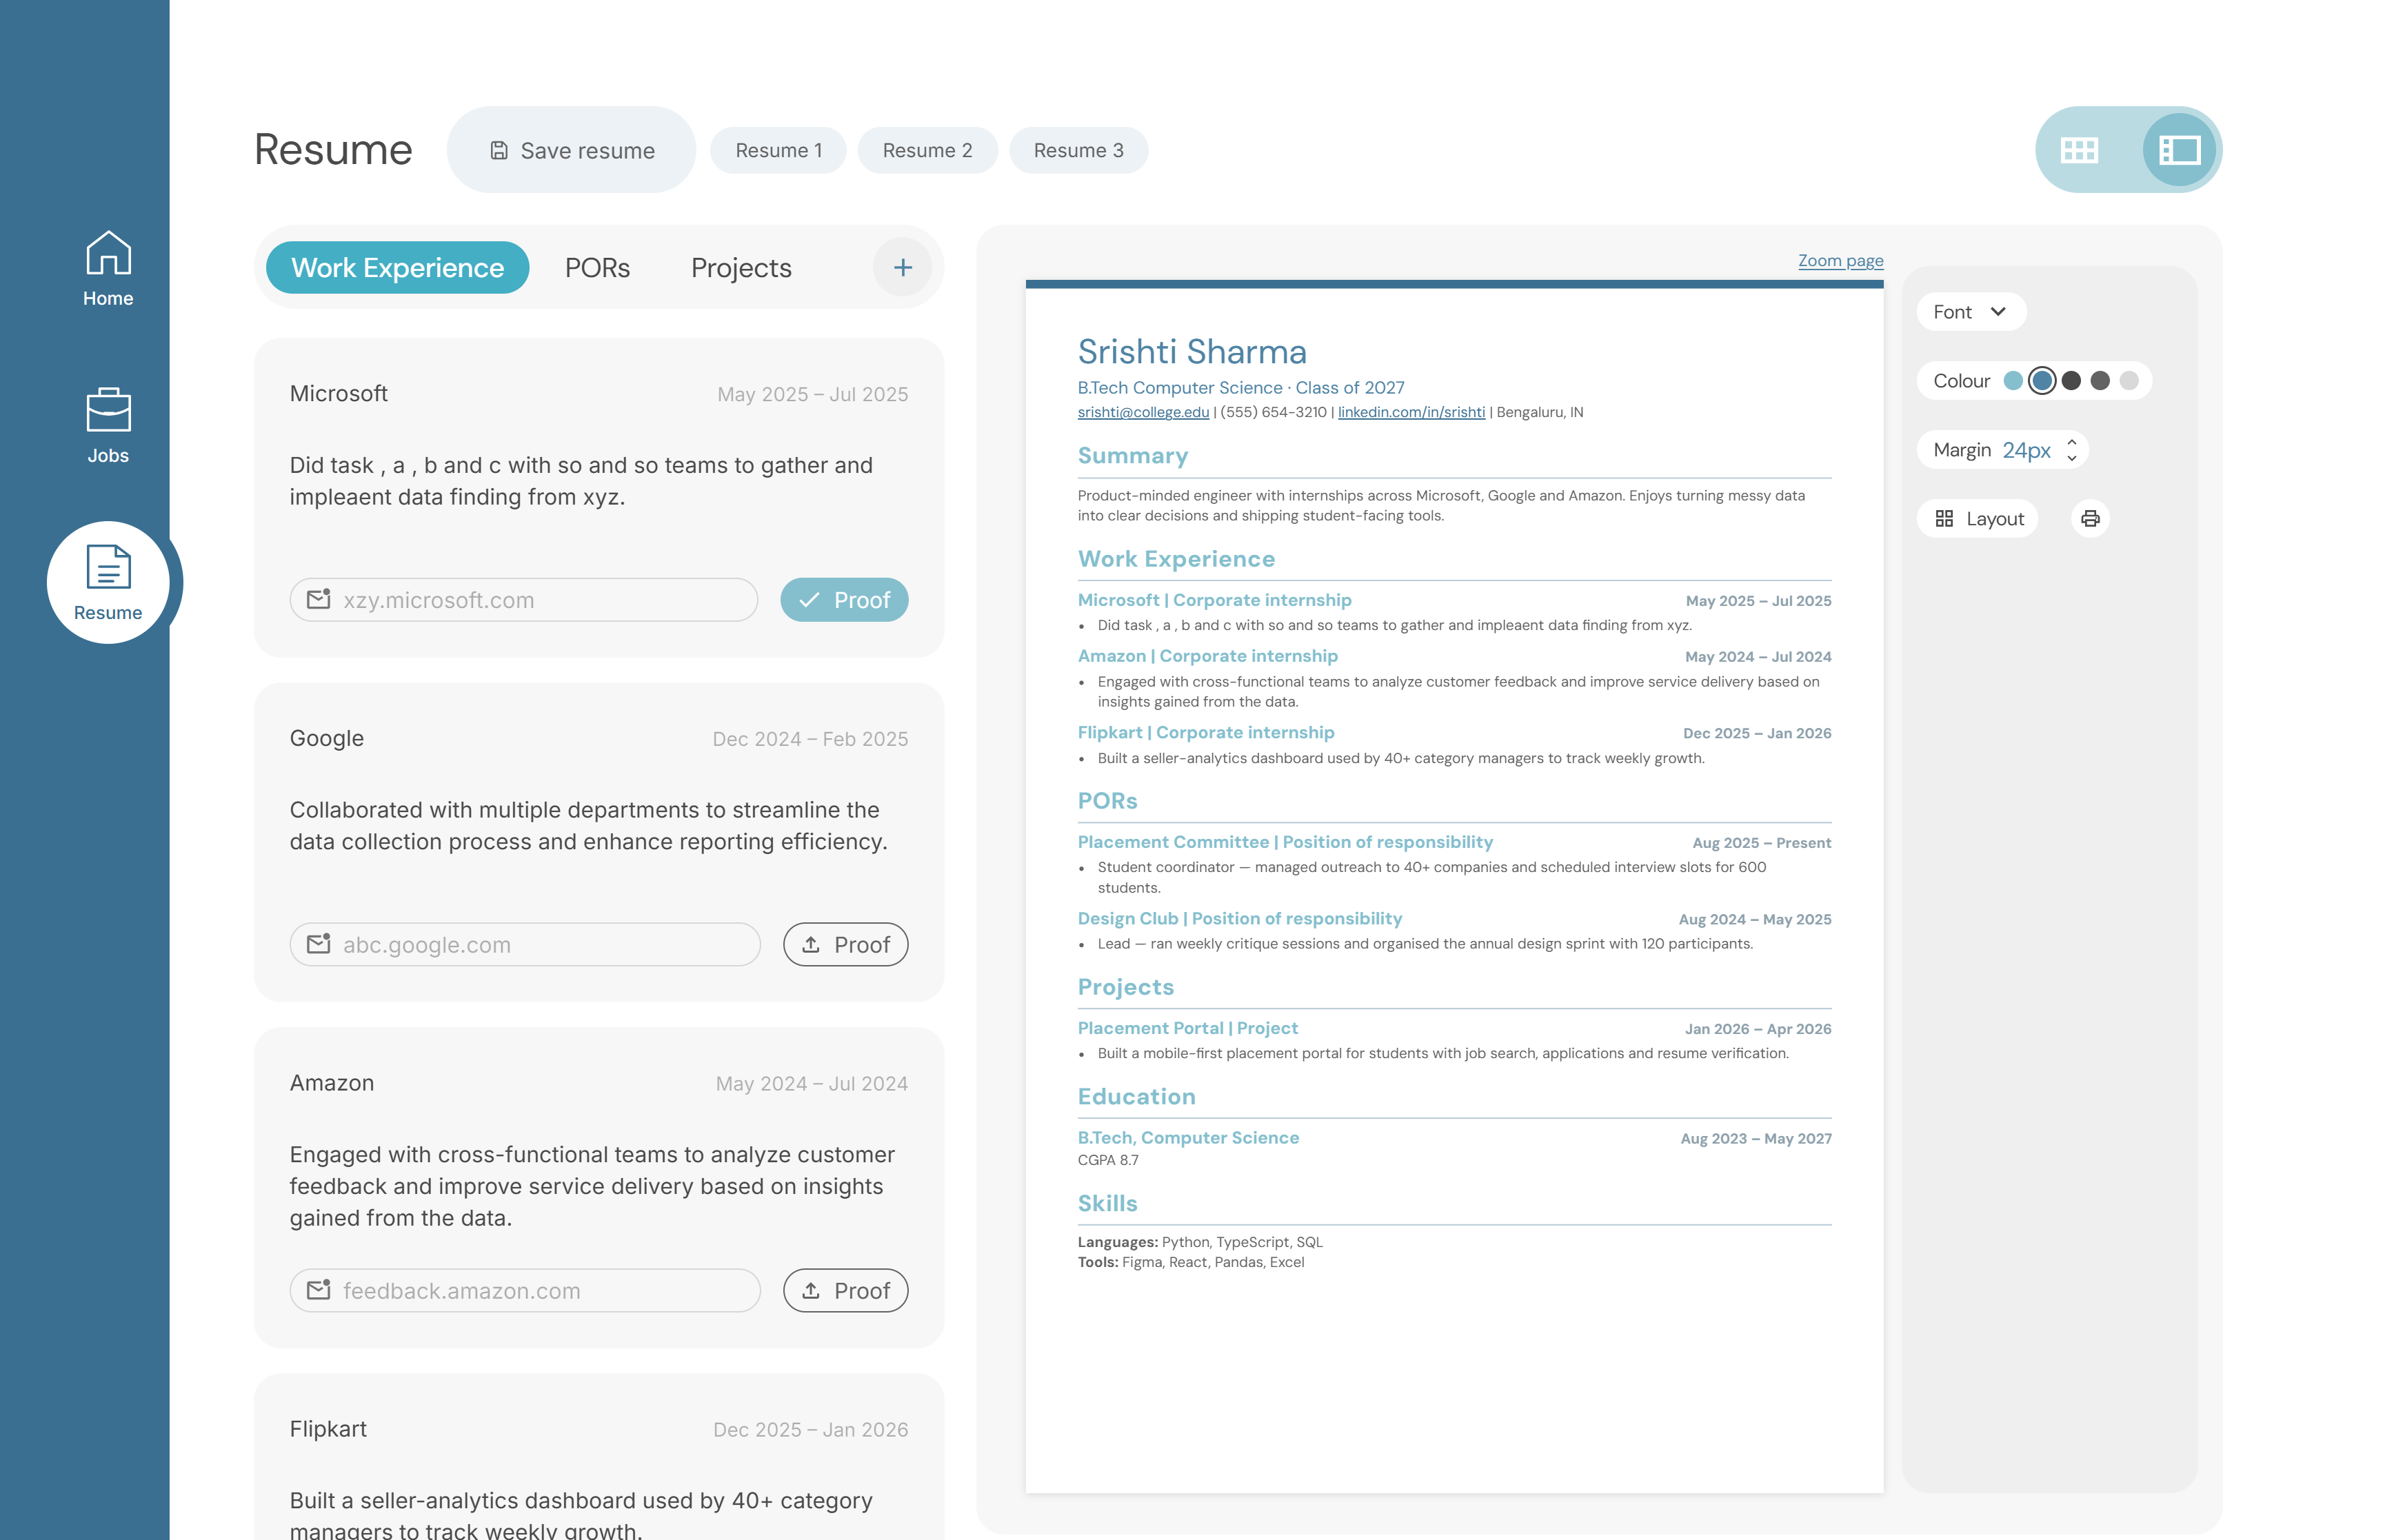 Home
Jobs
Resume
Resume
Save resume
Resume 1
Resume 2
Resume 3
Work Experience
PORs
Projects
+
Microsoft
May 2025 – Jul 2025
Did task , a , b and c with so and so teams to gather and
impleaent data finding from xyz.
xzy.microsoft.com
Proof
Google
Dec 2024 – Feb 2025
Collaborated with multiple departments to streamline the
data collection process and enhance reporting efficiency.
abc.google.com
Proof
Amazon
May 2024 – Jul 2024
Engaged with cross-functional teams to analyze customer
feedback and improve service delivery based on insights
gained from the data.
feedback.amazon.com
Proof
Flipkart
Dec 2025 – Jan 2026
Built a seller-analytics dashboard used by 40+ category
managers to track weekly growth.
Zoom page
Srishti Sharma
B.Tech Computer Science · Class of 2027
srishti@college.edu | (555) 654-3210 | linkedin.com/in/srishti | Bengaluru, IN
Summary
Product-minded engineer with internships across Microsoft, Google and Amazon. Enjoys turning messy data
into clear decisions and shipping student-facing tools.
Work Experience
Microsoft | Corporate internship May 2025 – Jul 2025
• Did task , a , b and c with so and so teams to gather and impleaent data finding from xyz.
Amazon | Corporate internship May 2024 – Jul 2024
• Engaged with cross-functional teams to analyze customer feedback and improve service delivery based on
insights gained from the data.
Flipkart | Corporate internship Dec 2025 – Jan 2026
• Built a seller-analytics dashboard used by 40+ category managers to track weekly growth.
PORs
Placement Committee | Position of responsibility Aug 2025 – Present
• Student coordinator — managed outreach to 40+ companies and scheduled interview slots for 600
students.
Design Club | Position of responsibility Aug 2024 – May 2025
• Lead — ran weekly critique sessions and organised the annual design sprint with 120 participants.
Projects
Placement Portal | Project Jan 2026 – Apr 2026
• Built a mobile-first placement portal for students with job search, applications and resume verification.
Education
B.Tech, Computer Science Aug 2023 – May 2027
CGPA 8.7
Skills
Languages: Python, TypeScript, SQL
Tools: Figma, React, Pandas, Excel
Font
Colour
Margin 24px
Layout